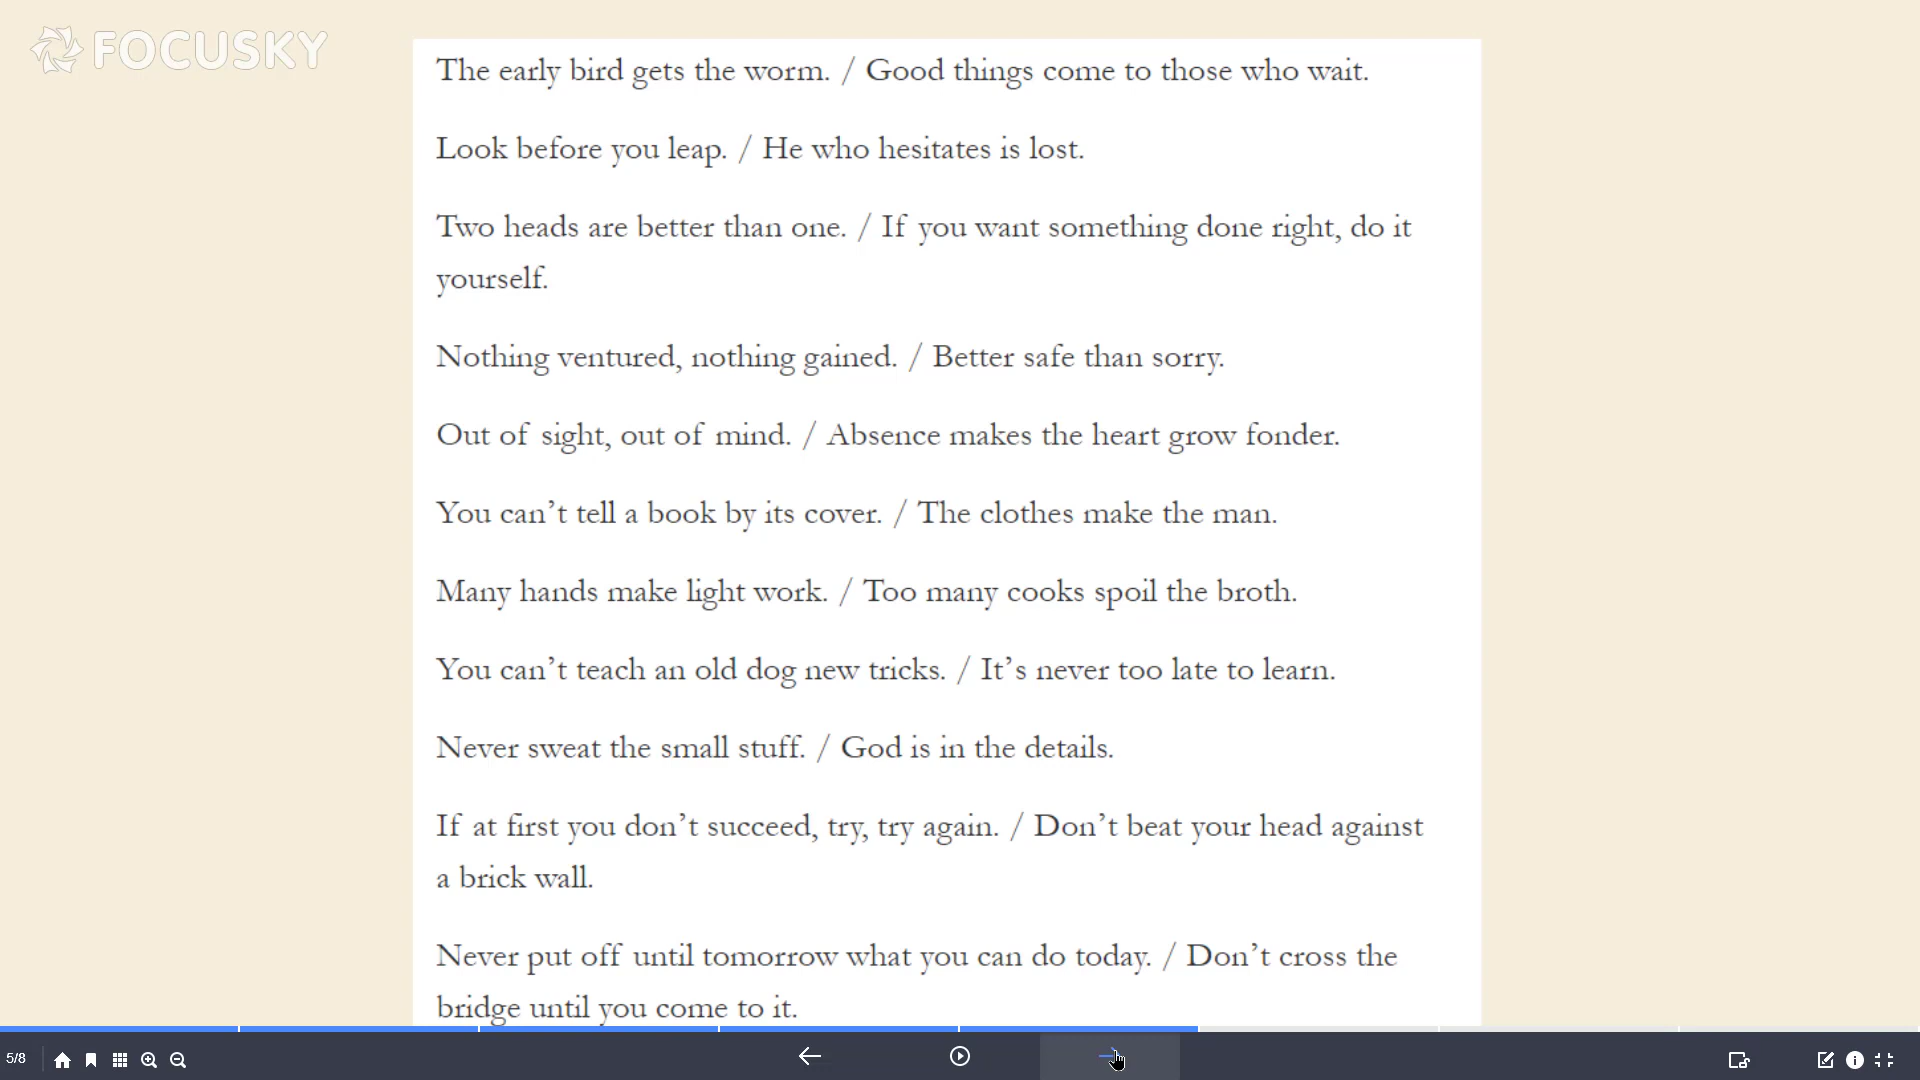 FOCUSKY
The early bird gets the worm. / Good things come to those who wait.
Look before you leap. / He who hesitates is lost.
Two heads are better than one. / If you want something done right, do it
yourself.
Nothing ventured, nothing gained. / Better safe than sorry.
Out of sight, out of mind. / Absence makes the heart grow fonder.
You can’t tell a book by its cover. / The clothes make the man.
Many hands make light work. / Too many cooks spoil the broth.
You can’t teach an old dog new tricks. / It’s never too late to learn.
Never sweat the small stuff. / God is in the details.
If at first you don’t succeed, try, try again. / Don’t beat your head against
a brick wall.
Never put off until tomorrow what you can do today. / Don’t cross the
bridge until you come to it.
5/8